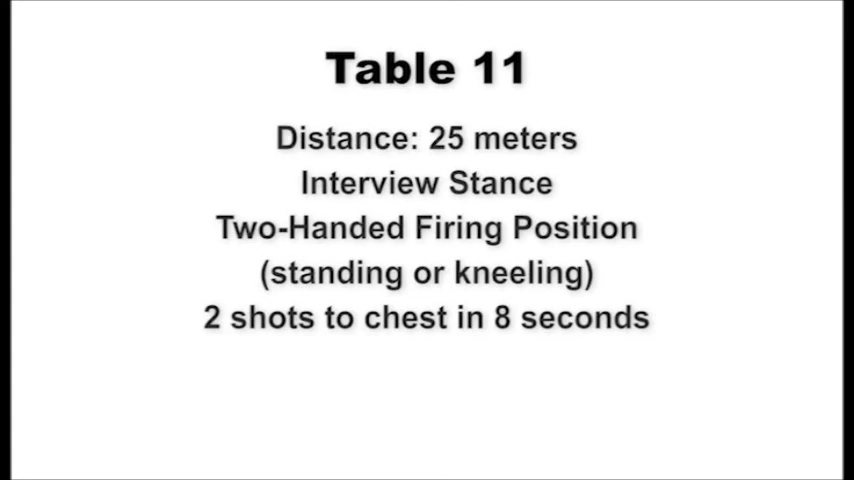 Table 11
Distance: 25 meters
Interview Stance
Two-Handed Firing Position
(standing or kneeling)
2 shots to chest in 8 seconds